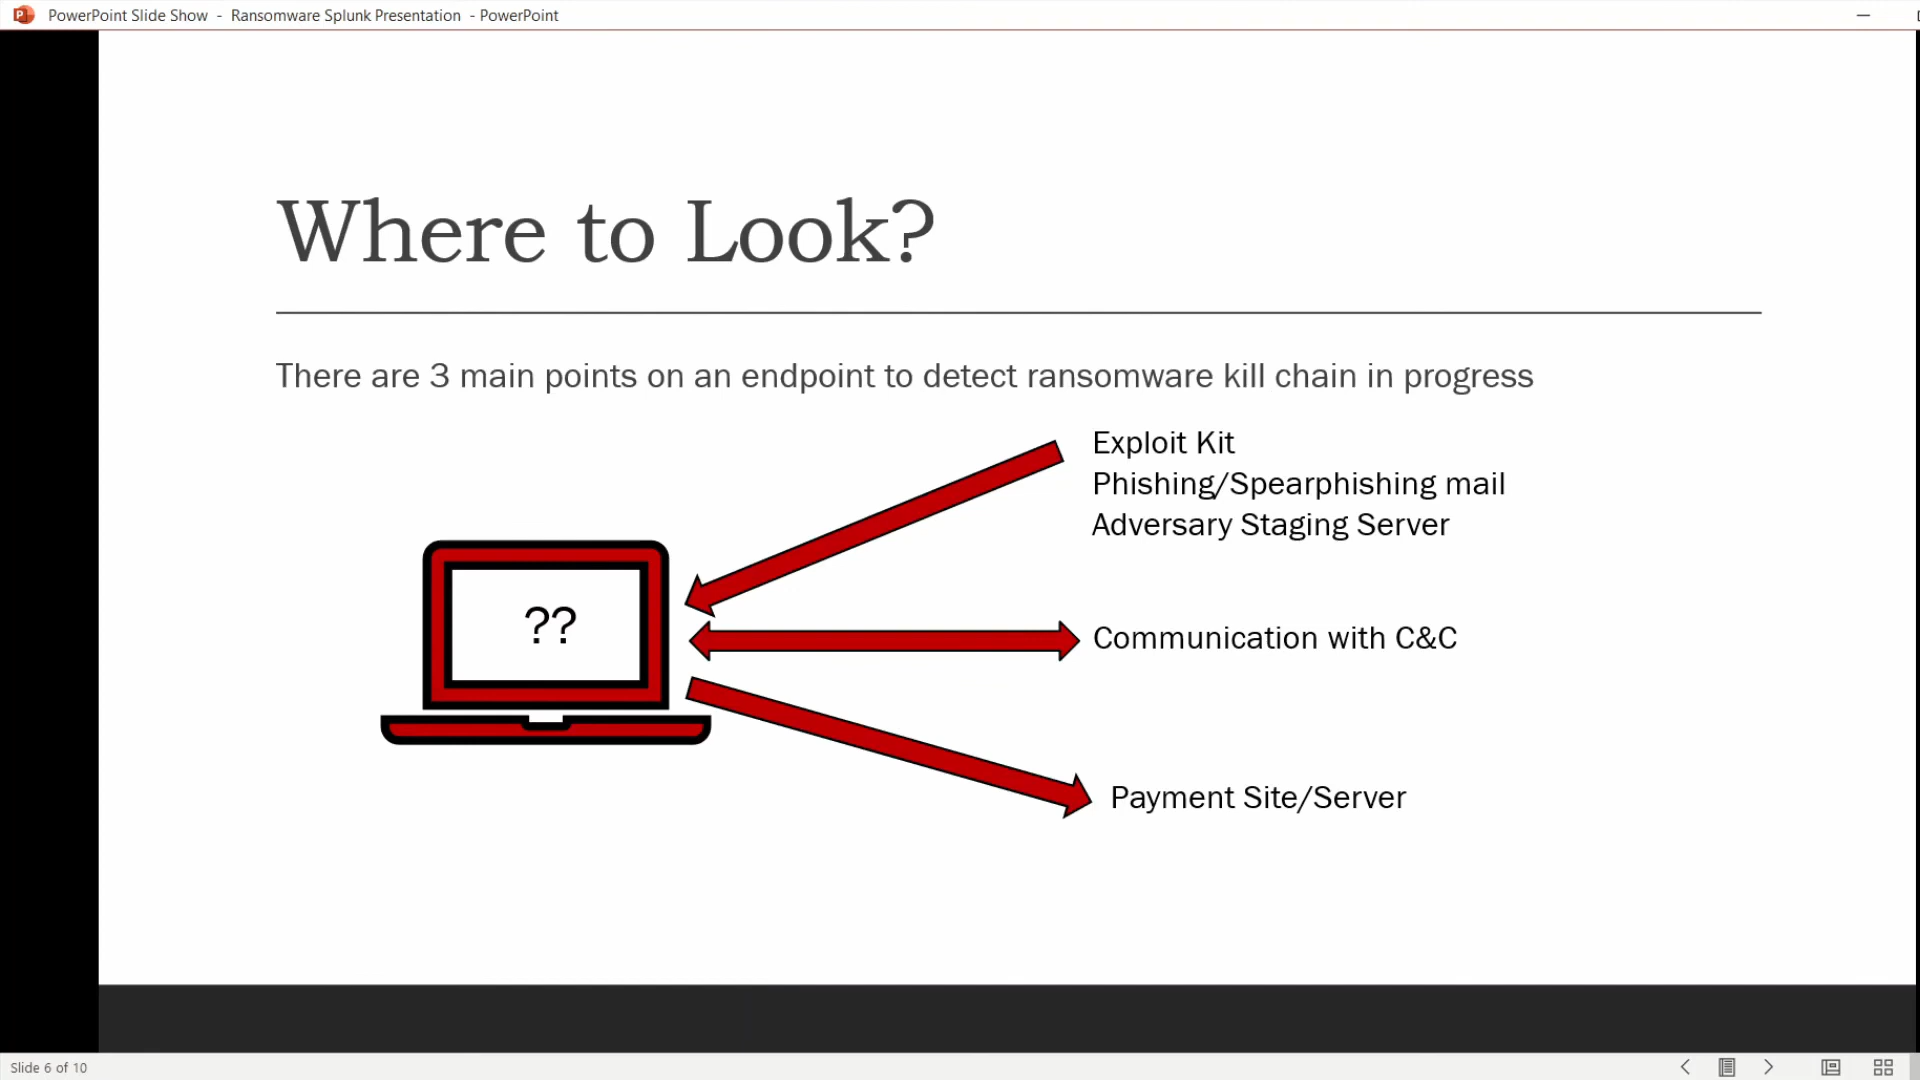 PowerPoint Slide Show - Ransomware Splunk Presentation - PowerPoint
Where to Look?
There are 3 main points on an endpoint to detect ransomware kill chain in progress
Exploit Kit
Phishing/Spearphishing mail
Adversary Staging Server
??
Communication with C&C
Payment Site/Server
Slide 6 of 10